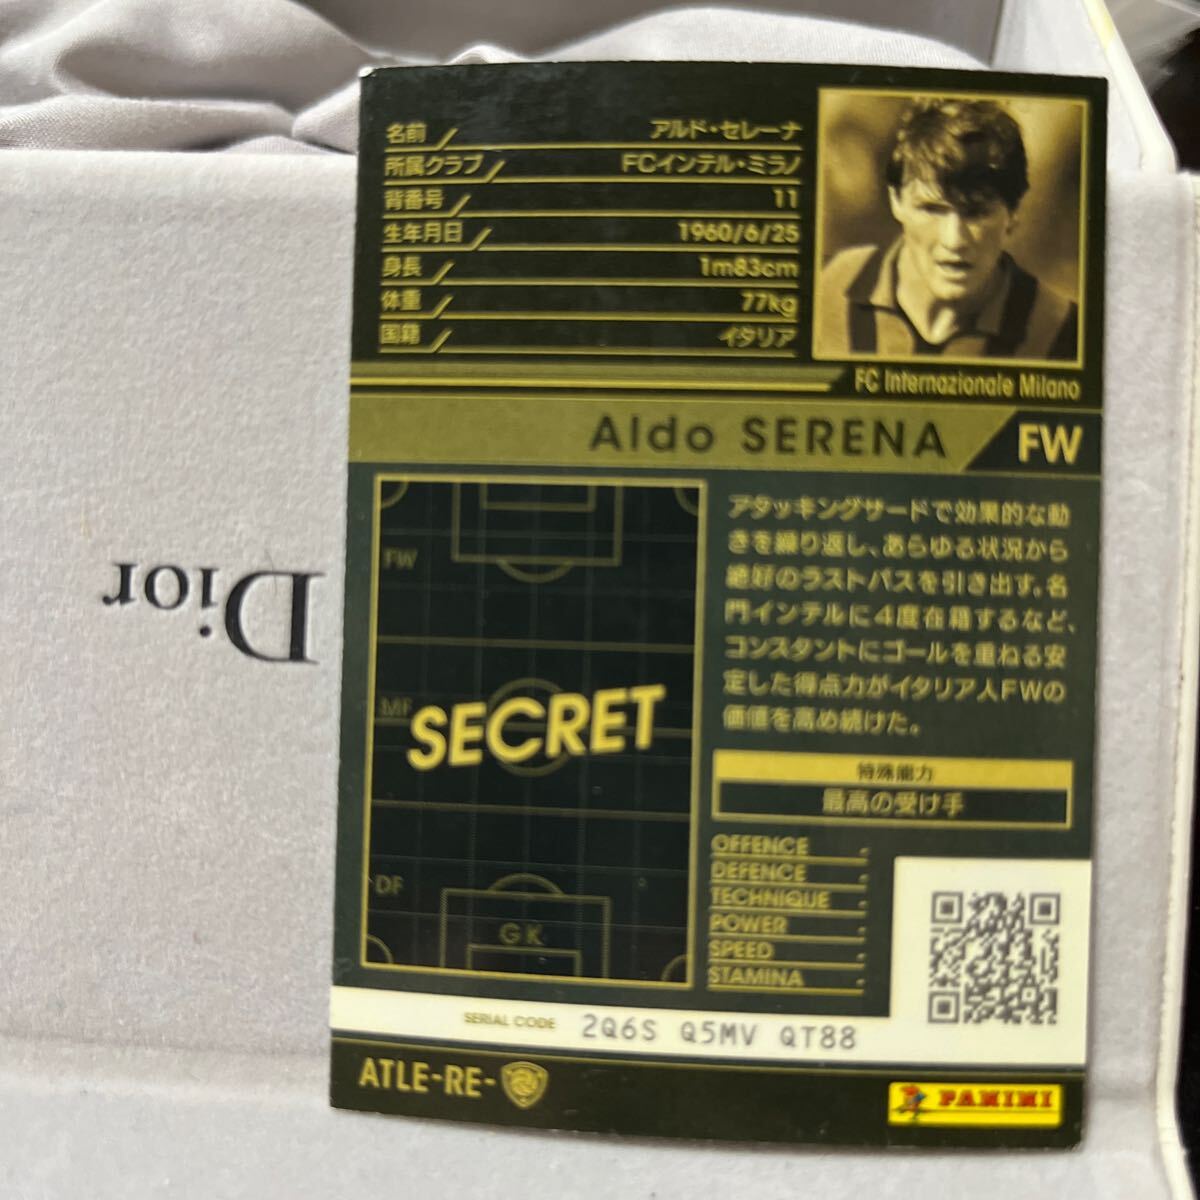 名前 アルド・セレーナ
所属クラブ FCインテル・ミラノ
背番号 11
生年月日 1960/6/25
身長 1m83cm
体重 77kg
国籍 イタリア
FC Internazionale Milano
Aldo SERENA FW
FW
MF
SECRET
DF
GK
アタッキングサードで効果的な動
きを繰り返し、あらゆる状況から
絶好のラストパスを引き出す。名
門インテルに4度在籍するなど、
コンスタントにゴールを重ねる安
定した得点力がイタリア人FWの
価値を高め続けた。
特殊能力
最高の受け手
OFFENCE -
DEFENCE -
TECHNIQUE -
POWER -
SPEED -
STAMINA -
SERIAL CODE 2Q6S Q5MV QT88
ATLE-RE-
PANINI
Dior